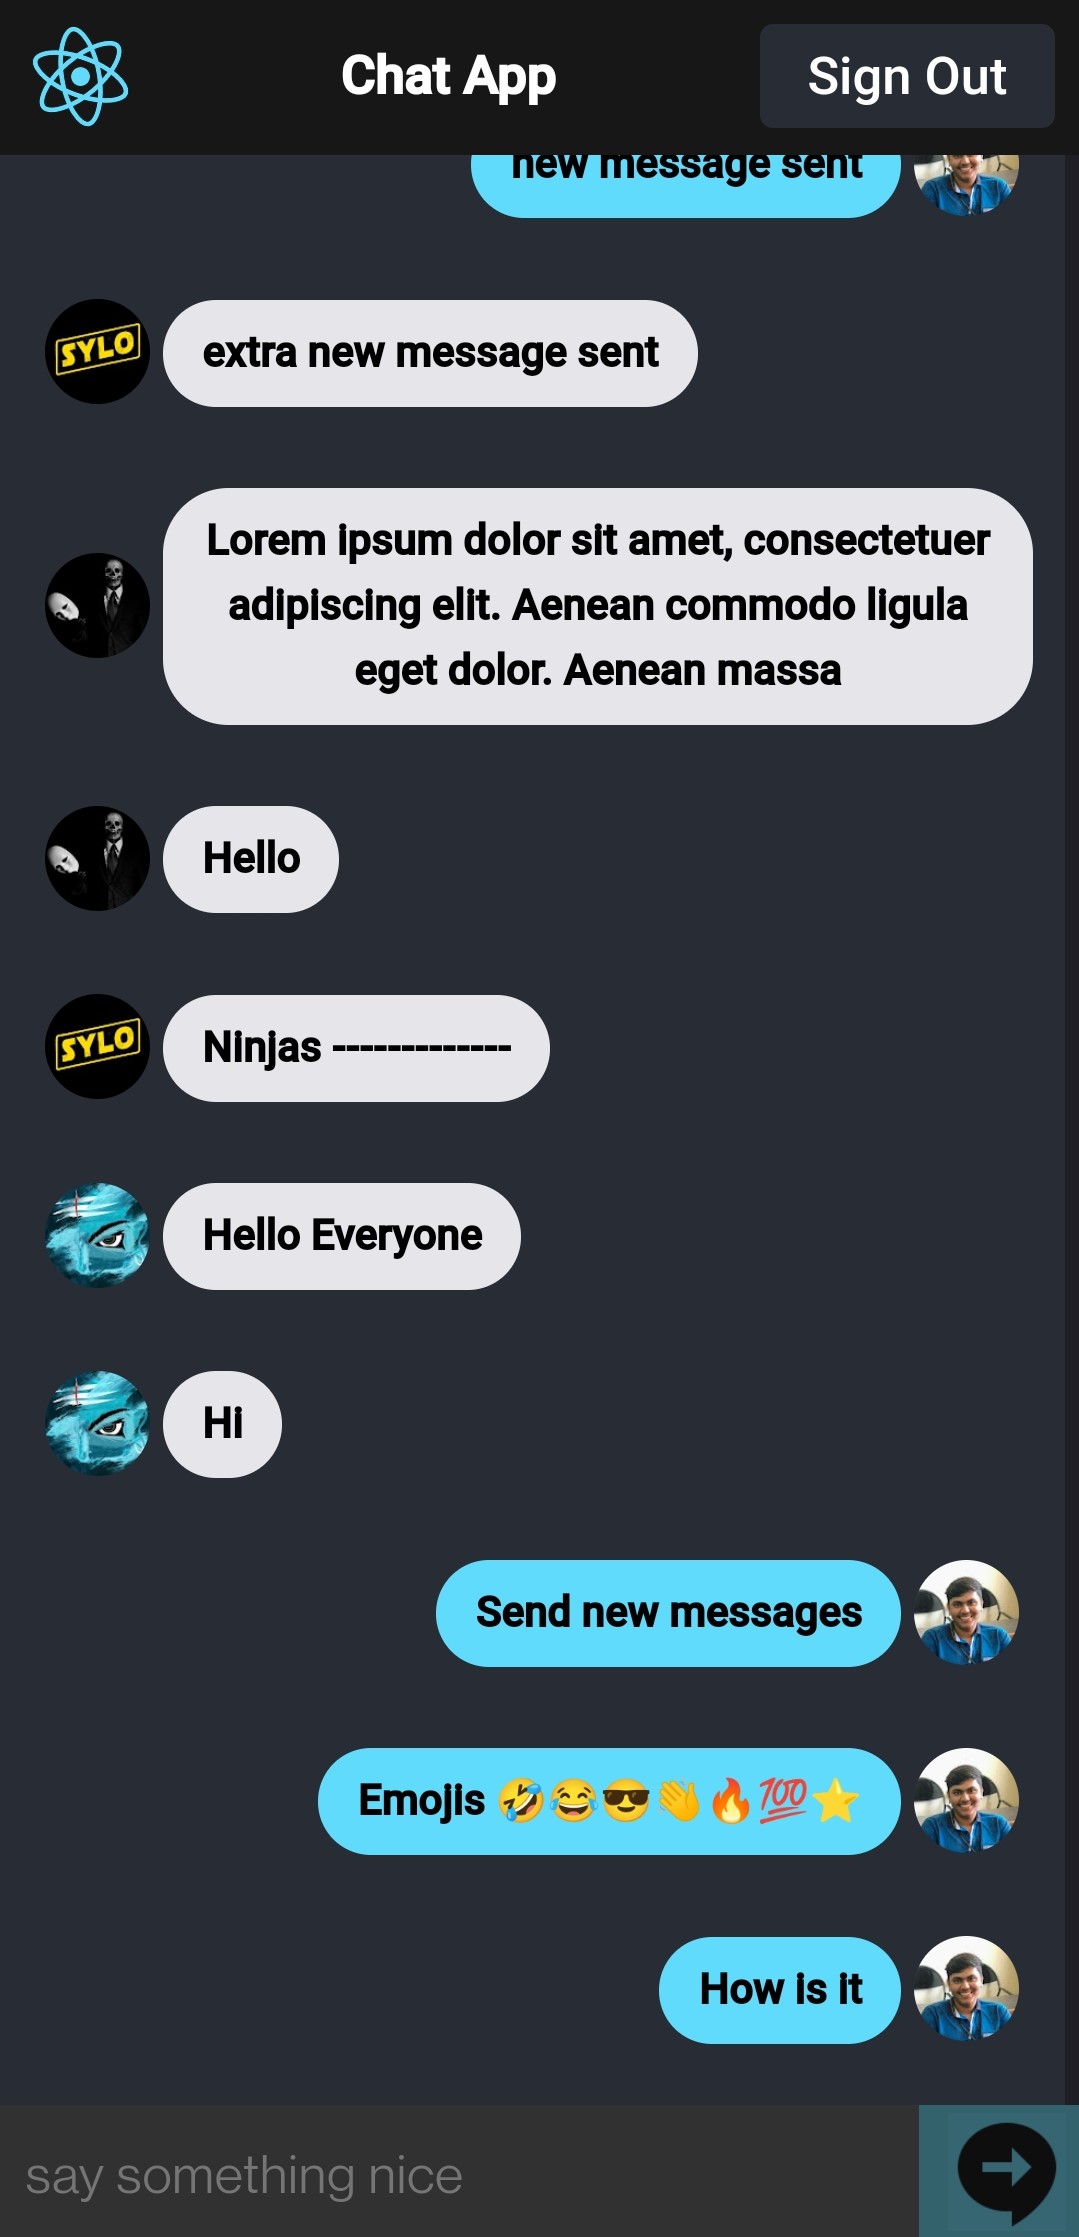 Chat App
Sign Out
new message sent
SYLO
extra new message sent
Lorem ipsum dolor sit amet, consectetuer
adipiscing elit. Aenean commodo ligula
eget dolor. Aenean massa
Hello
SYLO
Ninjas -------------
Hello Everyone
Hi
Send new messages
Emojis 🤣😂😎👋🔥💯⭐
How is it
say something nice